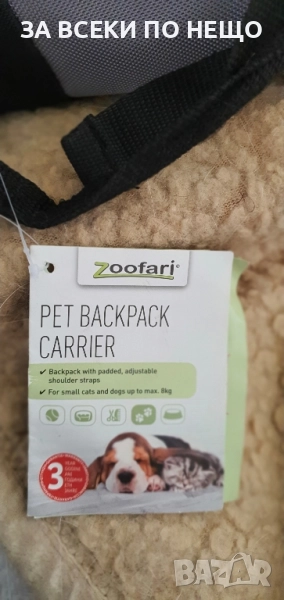 ЗА ВСЕКИ ПО НЕЩО
Zoofari®
PET BACKPACK
CARRIER
✓ Backpack with padded, adjustable
shoulder straps
✓ For small cats and dogs up to max. 8kg
3
BAZAR